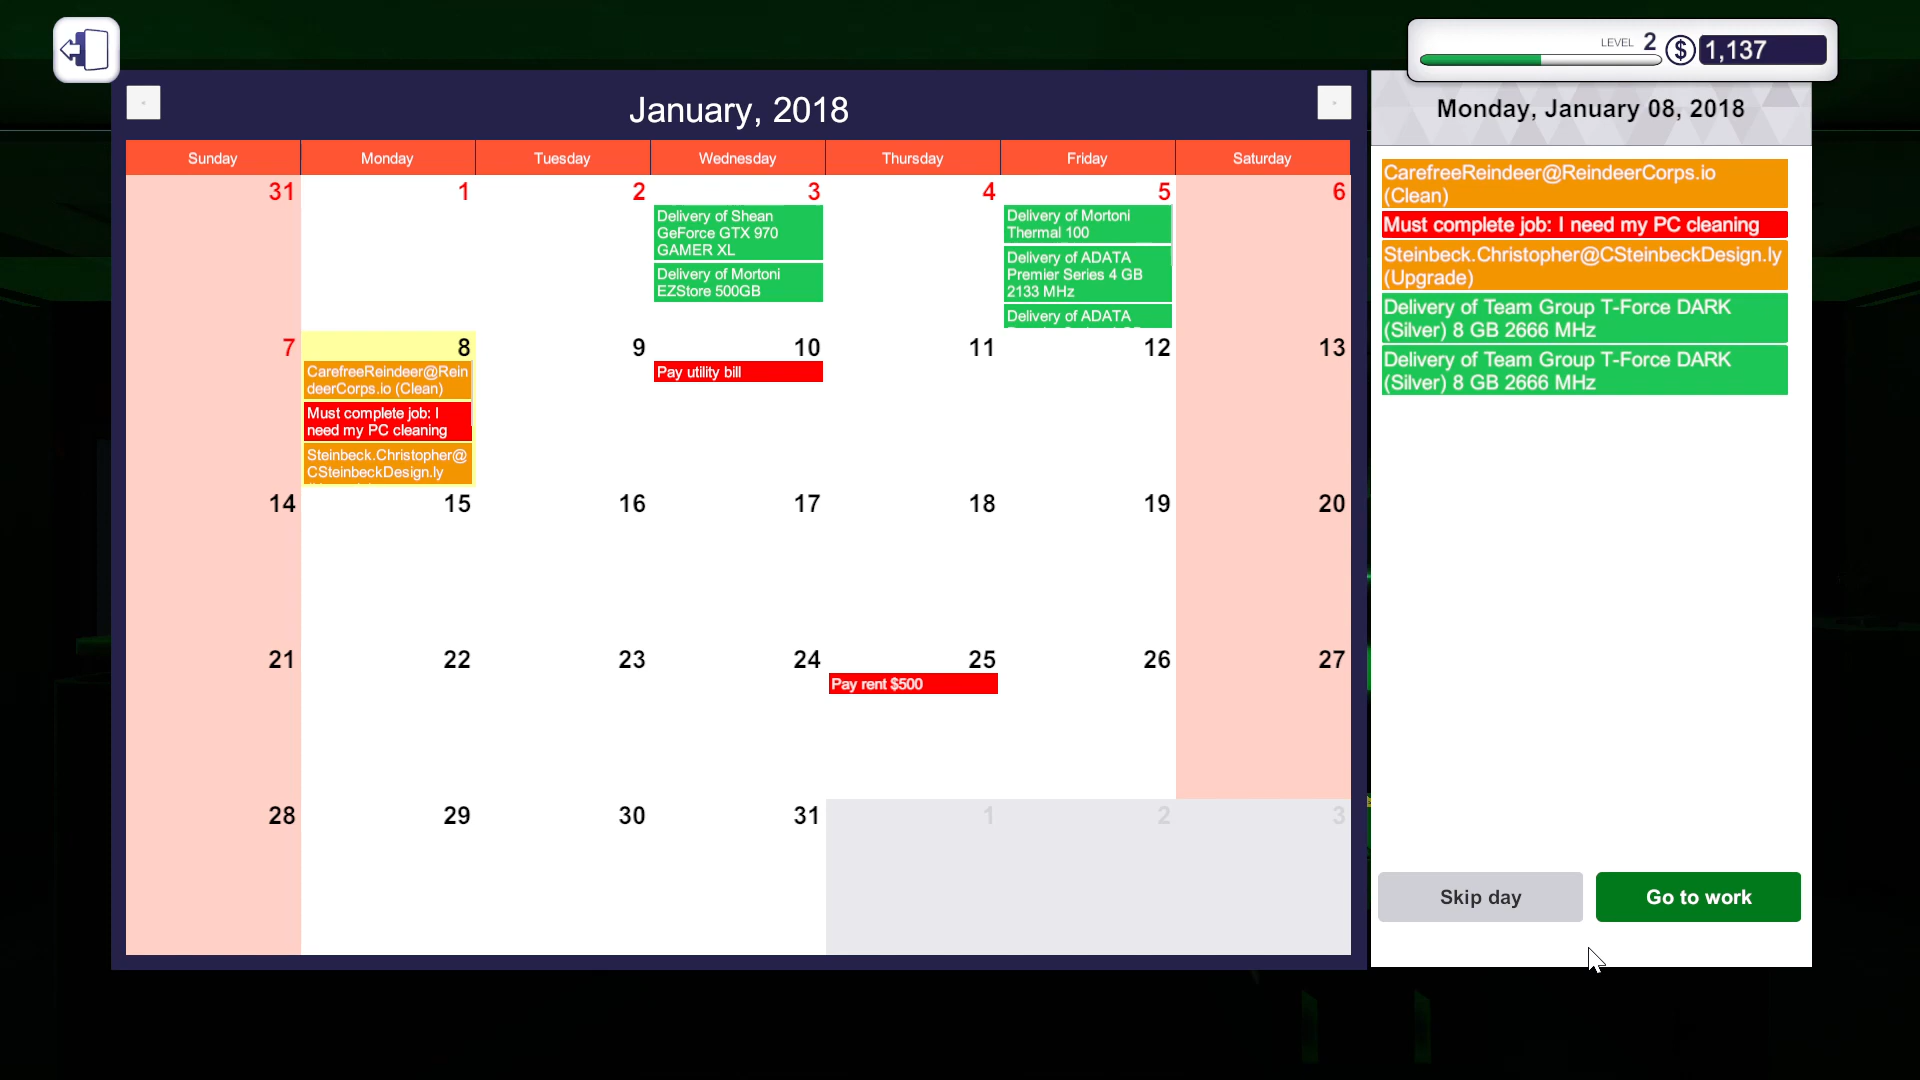 LEVEL 2
$ 1,137
January, 2018
Sunday Monday Tuesday Wednesday Thursday Friday Saturday
31 1 2 3 4 5 6
Delivery of Shean
GeForce GTX 970
GAMER XL
Delivery of Mortoni
EZStore 500GB
Delivery of Mortoni
Thermal 100
Delivery of ADATA
Premier Series 4 GB
2133 MHz
Delivery of ADATA
7 8 9 10 11 12 13
CarefreeReindeer@Rein
deerCorps.io (Clean)
Must complete job: I
need my PC cleaning
Steinbeck.Christopher@
CSteinbeckDesign.ly
Pay utility bill
14 15 16 17 18 19 20
21 22 23 24 25 26 27
Pay rent $500
28 29 30 31 1 2 3
Monday, January 08, 2018
CarefreeReindeer@ReindeerCorps.io
(Clean)
Must complete job: I need my PC cleaning
Steinbeck.Christopher@CSteinbeckDesign.ly
(Upgrade)
Delivery of Team Group T-Force DARK
(Silver) 8 GB 2666 MHz
Delivery of Team Group T-Force DARK
(Silver) 8 GB 2666 MHz
Skip day
Go to work